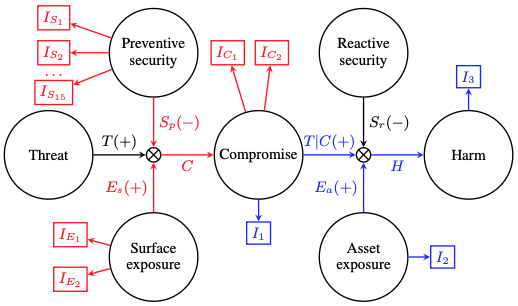 I_{S_1}
I_{S_2}
...
I_{S_{15}}
Preventive
security
I_{C_1}
I_{C_2}
Reactive
security
I_3
S_p(−)
S_r(−)
Threat
T(+)
C
Compromise
T|C(+)
H
Harm
E_s(+)
E_a(+)
I_1
I_{E_1}
I_{E_2}
Surface
exposure
Asset
exposure
I_2